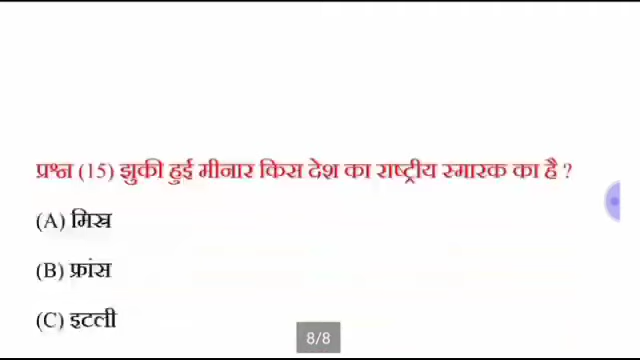 प्रश्न (15) झुकी हुई मीनार किस देश का राष्ट्रीय स्मारक का है ?
(A) मिस्र
(B) फ्रांस
(C) इटली
8/8